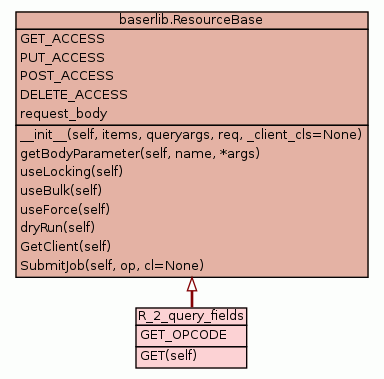 baserlib.ResourceBase
GET_ACCESS
PUT_ACCESS
POST_ACCESS
DELETE_ACCESS
request_body
__init__(self, items, queryargs, req, _client_cls=None)
getBodyParameter(self, name, *args)
useLocking(self)
useBulk(self)
useForce(self)
dryRun(self)
GetClient(self)
SubmitJob(self, op, cl=None)
R_2_query_fields
GET_OPCODE
GET(self)